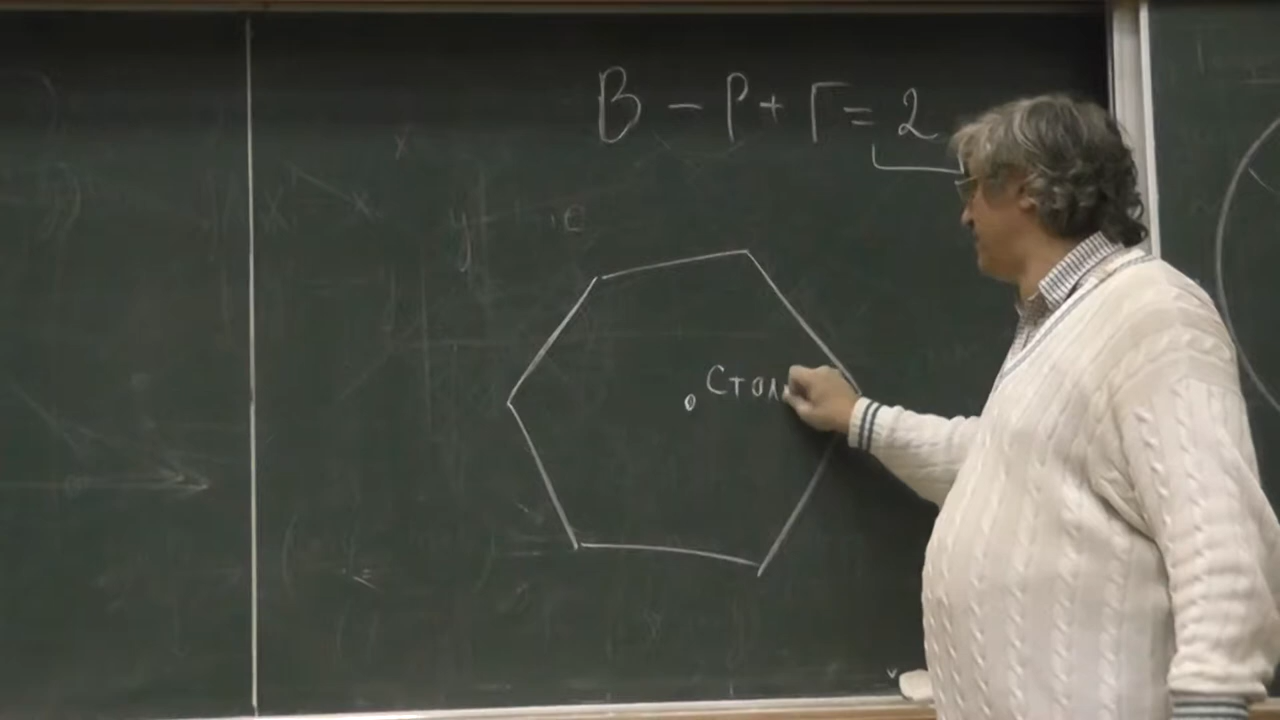 В - Р + Г = 2
Стол